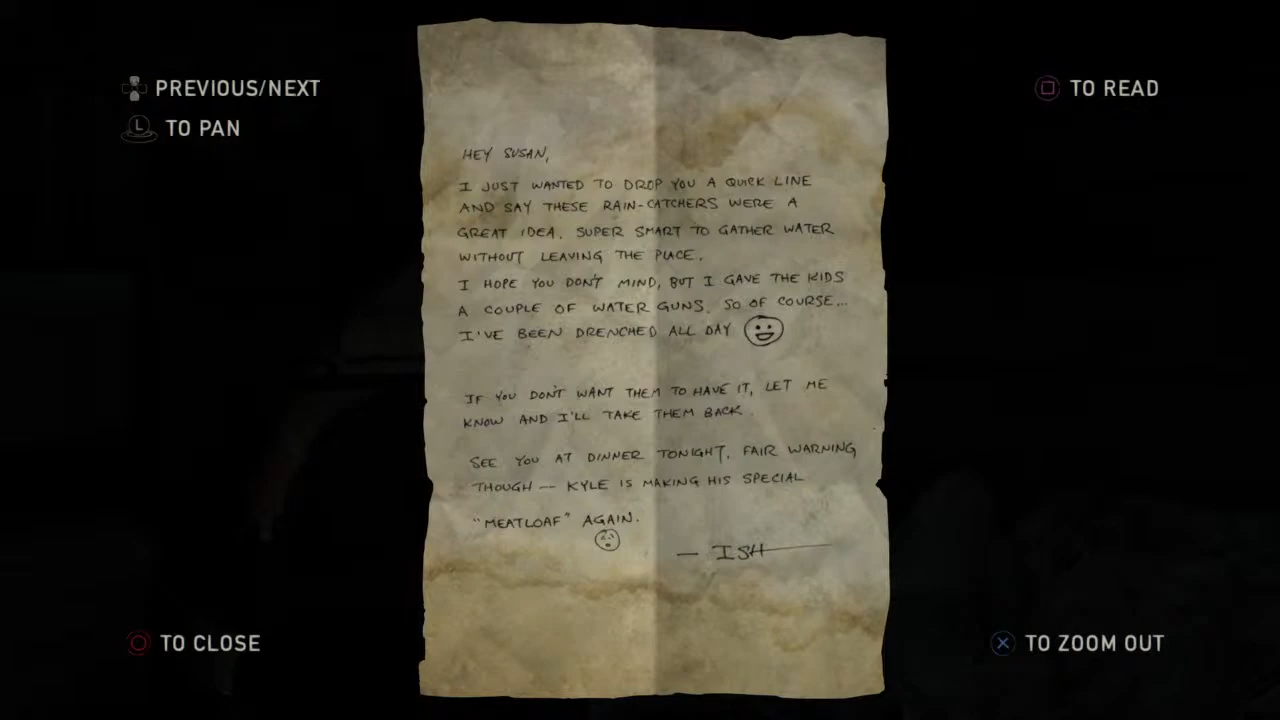 PREVIOUS/NEXT
L TO PAN
TO READ
HEY SUSAN,
I JUST WANTED TO DROP YOU A QUICK LINE
AND SAY THESE RAIN-CATCHERS WERE A
GREAT IDEA. SUPER SMART TO GATHER WATER
WITHOUT LEAVING THE PLACE.
I HOPE YOU DON'T MIND, BUT I GAVE THE KIDS
A COUPLE OF WATER GUNS. SO OF COURSE...
I'VE BEEN DRENCHED ALL DAY
IF YOU DON'T WANT THEM TO HAVE IT, LET ME
KNOW AND I'LL TAKE THEM BACK.
SEE YOU AT DINNER TONIGHT. FAIR WARNING
THOUGH -- KYLE IS MAKING HIS SPECIAL
"MEATLOAF" AGAIN.
— ISH
TO CLOSE
TO ZOOM OUT